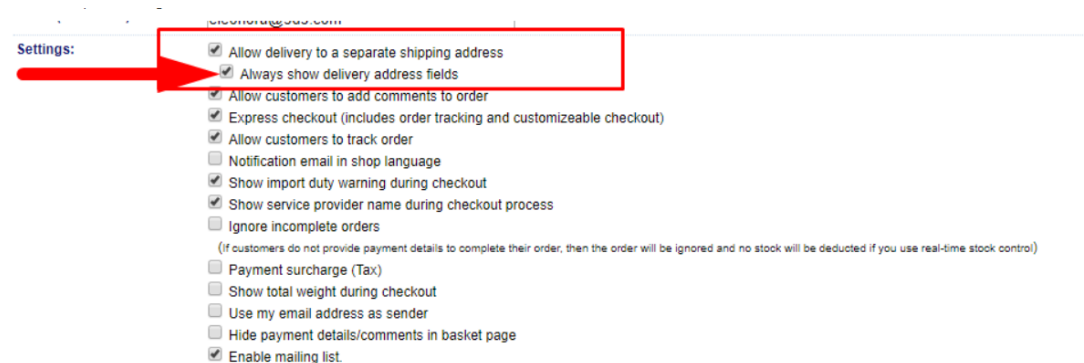 Settings:
Allow delivery to a separate shipping address
Always show delivery address fields
Allow customers to add comments to order
Express checkout (includes order tracking and customizeable checkout)
Allow customers to track order
Notification email in shop language
Show import duty warning during checkout
Show service provider name during checkout process
Ignore incomplete orders
(If customers do not provide payment details to complete their order, then the order will be ignored and no stock will be deducted if you use real-time stock control)
Payment surcharge (Tax)
Show total weight during checkout
Use my email address as sender
Hide payment details/comments in basket page
Enable mailing list.